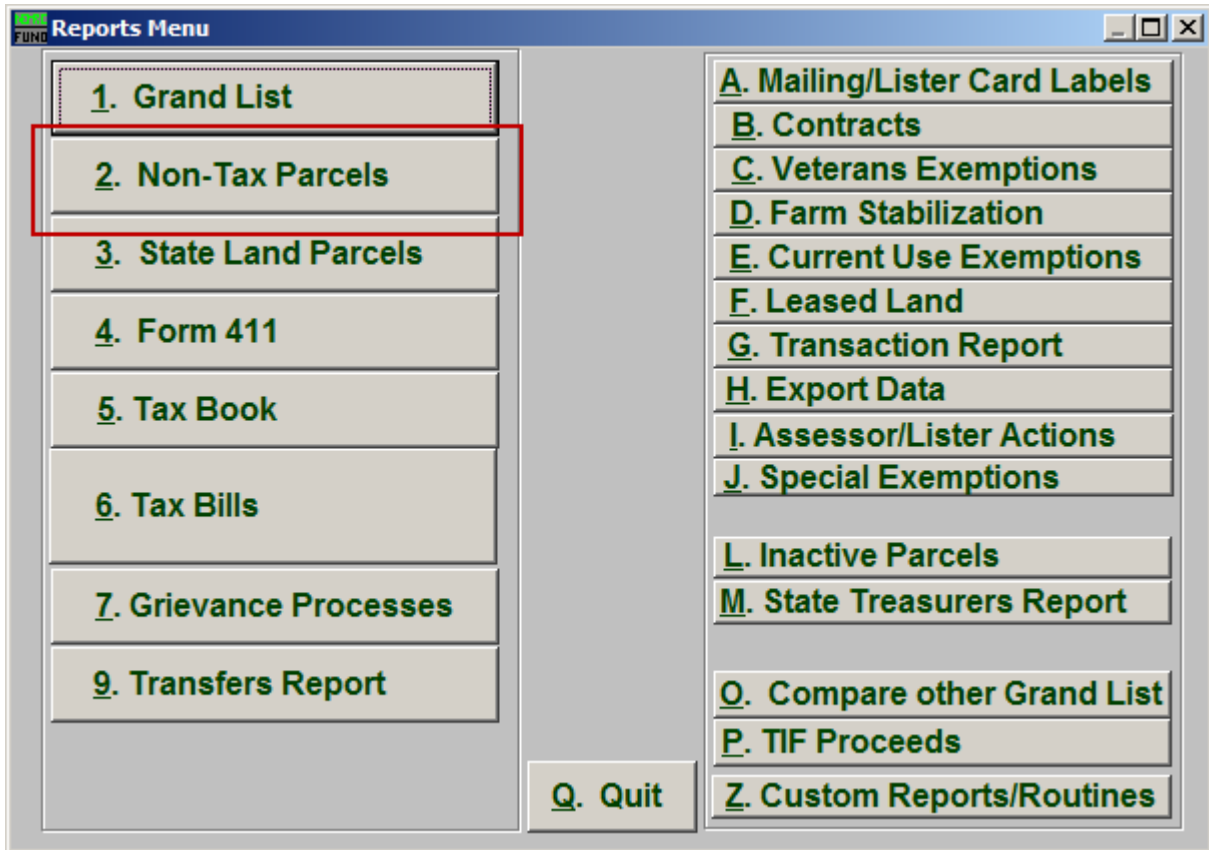 NEMRC
FUND
Reports Menu
1. Grand List
2. Non-Tax Parcels
3. State Land Parcels
4. Form 411
5. Tax Book
6. Tax Bills
7. Grievance Processes
9. Transfers Report
Q. Quit
A. Mailing/Lister Card Labels
B. Contracts
C. Veterans Exemptions
D. Farm Stabilization
E. Current Use Exemptions
F. Leased Land
G. Transaction Report
H. Export Data
I. Assessor/Lister Actions
J. Special Exemptions
L. Inactive Parcels
M. State Treasurers Report
O. Compare other Grand List
P. TIF Proceeds
Z. Custom Reports/Routines